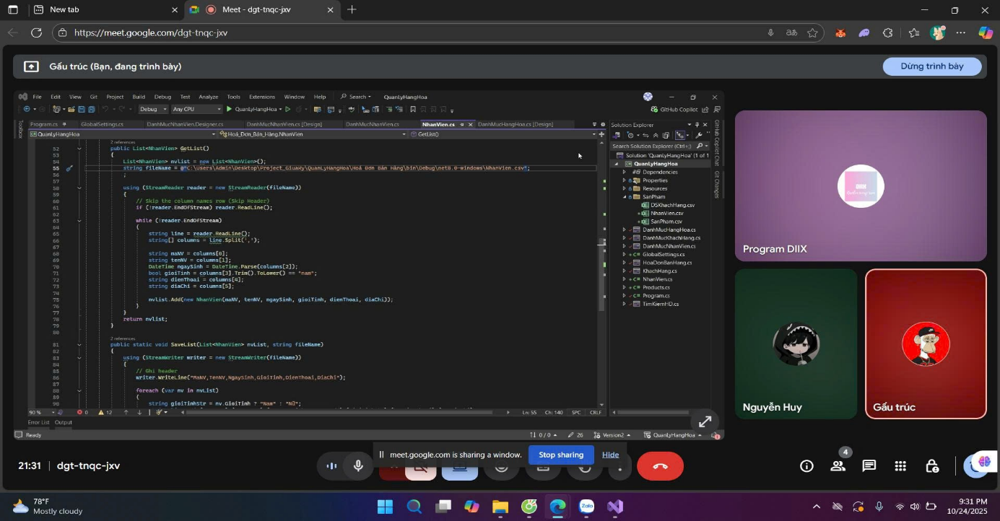 New tab
Meet - dgt-tnqc-jxv
https://meet.google.com/dgt-tnqc-jxv
Gấu trúc (Bạn, đang trình bày)
Dừng trình bày
File Edit View Git Project Build Debug Test Analyze Tools Extensions Window Help Search QuanLyHangHoa
Debug Any CPU QuanLyHangHoa GitHub Copilot
Program.cs GlobalSettings.cs DanhMucNhanVien.Designer.cs DanhMucNhanVien.cs [Design] DanhMucNhanVien.cs NhanVien.cs DanhMucHangHoa.cs [Design]
QuanLyHangHoa Hoá_Đơn_Bán_Hàng.NhanVien GetList()
Toolbox
2 references
52 public List<NhanVien> GetList()
53 {
54 List<NhanVien> nvList = new List<NhanVien>();
55 string fileName = @"C:\Users\Admin\Desktop\Project_GiuaKy\QuanLyHangHoa\Hoá Đơn Bán Hàng\bin\Debug\net8.0-windows\NhanVien.csv";
56 ;
57
58 using (StreamReader reader = new StreamReader(fileName))
59 {
60 // Skip the column names row (Skip Header)
61 if (!reader.EndOfStream) reader.ReadLine();
62
63 while (!reader.EndOfStream)
64 {
65 string line = reader.ReadLine();
66 string[] columns = line.Split(',');
67
68 string maNV = columns[0];
69 string tenNV = columns[1];
70 DateTime ngaySinh = DateTime.Parse(columns[2]);
71 bool gioiTinh = columns[3].Trim().ToLower() == "nam";
72 string dienThoai = columns[4];
73 string diaChi = columns[5];
74
75 nvList.Add(new NhanVien(maNV, tenNV, ngaySinh, gioiTinh, dienThoai, diaChi));
76 }
77 }
78 return nvList;
79 }
80
2 references
81 public static void SaveList(List<NhanVien> nvList, string fileName)
82 {
83 using (StreamWriter writer = new StreamWriter(fileName))
84 {
85 // Ghi header
86 writer.WriteLine("MaNV,TenNV,NgaySinh,GioiTinh,DienThoai,DiaChi");
87
88 foreach (var nv in nvList)
89 {
90 string gioiTinhStr = nv.GioiTinh ? "Nam" : "Nữ";
90 % 0 12 Ln: 55 Ch: 140 SPC CRLF
Error List Output
Ready 0 / 0 26 Version2 QuanLyHangHoa
Solution Explorer
Search Solution Explorer (Ctrl+;)
Solution 'QuanLyHangHoa' (1 of 1
QuanLyHangHoa
Dependencies
Properties
Resources
SanPham
DSKhachHang.csv
NhanVien.csv
SanPham.csv
DanhMucHangHoa.cs
DanhMucKhachHang.cs
DanhMucNhanVien.cs
GlobalSettings.cs
HoaDonBanHang.cs
KhachHang.cs
NhanVien.cs
Products.cs
Program.cs
TimKiemHD.cs
GitHub Copilot Chat
Git Changes
DIIX
Program DIIX
Nguyễn Huy
Gấu trúc
21:31 | dgt-tnqc-jxv
meet.google.com is sharing a window.
Stop sharing
Hide
4
78°F
Mostly cloudy
Zalo
9:31 PM
10/24/2025